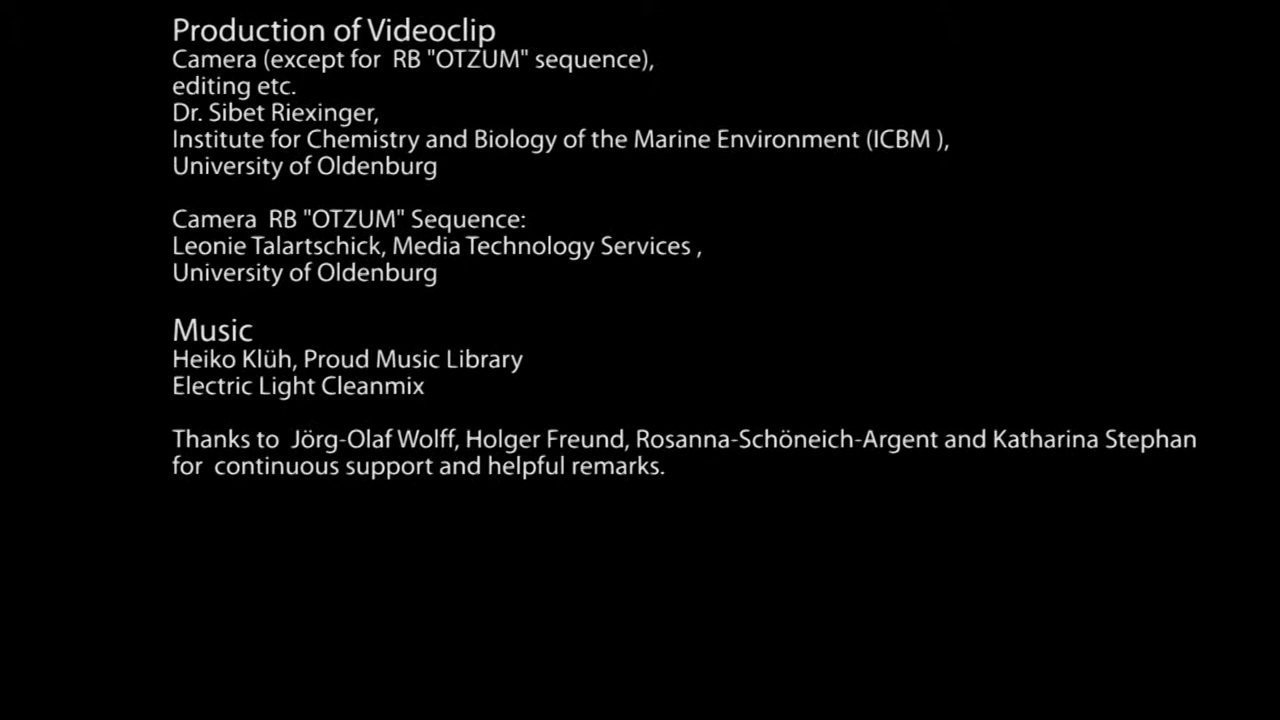 Production of Videoclip
Camera (except for  RB "OTZUM" sequence),
editing etc.
Dr. Sibet Riexinger,
Institute for Chemistry and Biology of the Marine Environment (ICBM ),
University of Oldenburg
Camera  RB "OTZUM" Sequence:
Leonie Talartschick, Media Technology Services ,
University of Oldenburg
Music
Heiko Klüh, Proud Music Library
Electric Light Cleanmix
Thanks to  Jörg-Olaf Wolff, Holger Freund, Rosanna-Schöneich-Argent and Katharina Stephan
for  continuous support and helpful remarks.